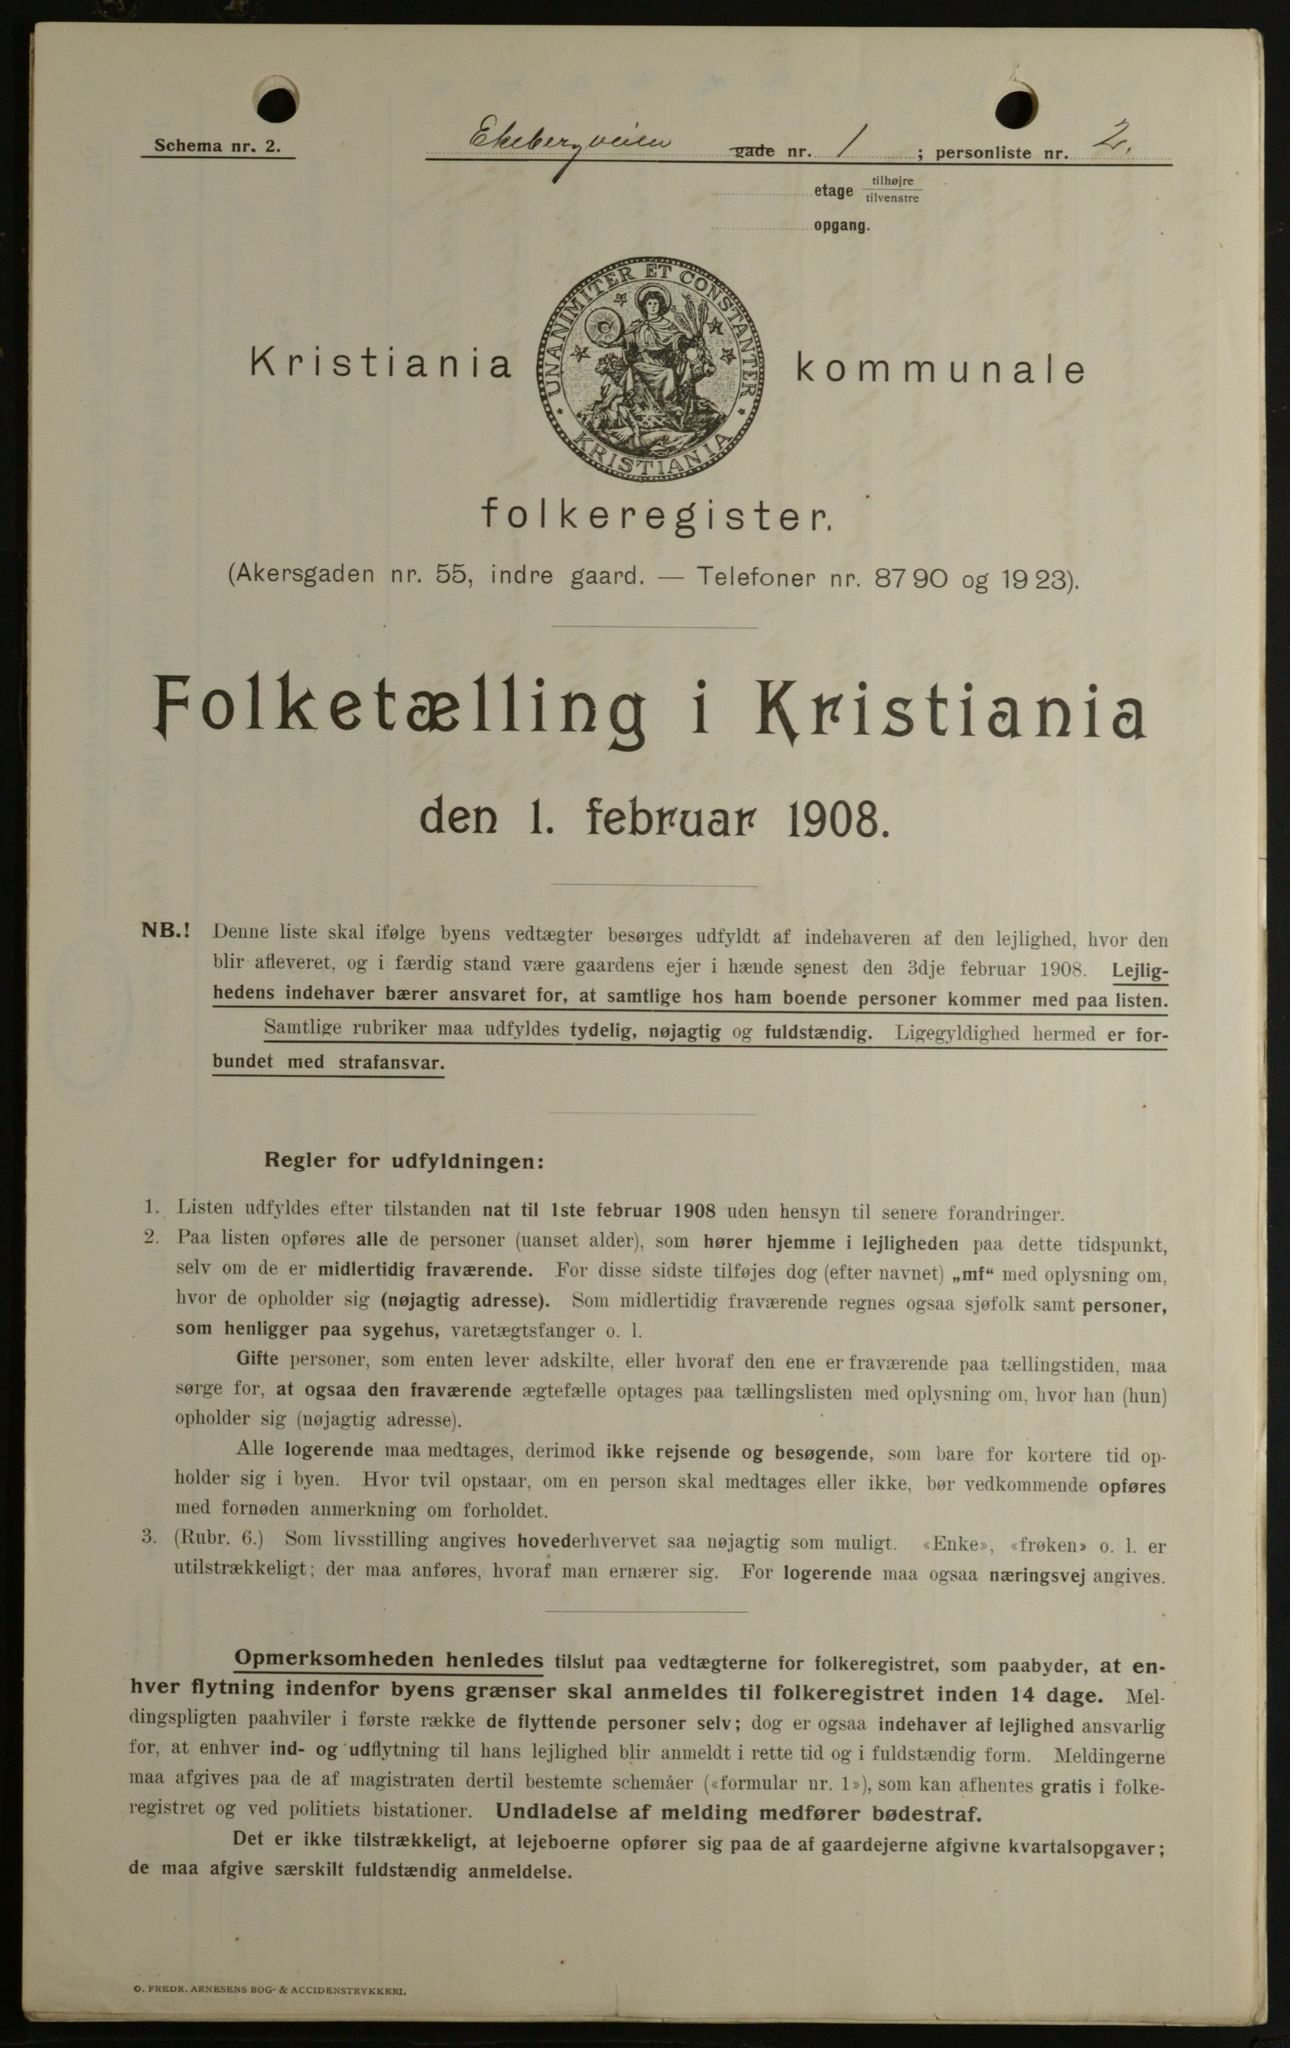 Schema nr. 2.
Ekebergveien gade nr. 1 ; personliste nr. 2.
etage tilhøjre
tilvenstre
opgang.
UNANIMITER ET CONSTANTER
KRISTIANIA
Kristiania kommunale
folkeregister.
(Akersgaden nr. 55, indre gaard. — Telefoner nr. 87 90 og 19 23).
Folketælling i Kristiania
den 1. februar 1908.
NB.! Denne liste skal ifølge byens vedtægter besørges udfyldt af indehaveren af den lejlighed, hvor den
blir afleveret, og i færdig stand være gaardens ejer i hænde senest den 3dje februar 1908. Lejlig-
hedens indehaver bærer ansvaret for, at samtlige hos ham boende personer kommer med paa listen.
Samtlige rubriker maa udfyldes tydelig, nøjagtig og fuldstændig. Ligegyldighed hermed er for-
bundet med strafansvar.
Regler for udfyldningen:
1. Listen udfyldes efter tilstanden nat til 1ste februar 1908 uden hensyn til senere forandringer.
2. Paa listen opføres alle de personer (uanset alder), som hører hjemme i lejligheden paa dette tidspunkt,
selv om de er midlertidig fraværende. For disse sidste tilføjes dog (efter navnet) „mf“ med oplysning om,
hvor de opholder sig (nøjagtig adresse). Som midlertidig fraværende regnes ogsaa sjøfolk samt personer,
som henligger paa sygehus, varetægtsfanger o. l.
Gifte personer, som enten lever adskilte, eller hvoraf den ene er fraværende paa tællingstiden, maa
sørge for, at ogsaa den fraværende ægtefælle optages paa tællingslisten med oplysning om, hvor han (hun)
opholder sig (nøjagtig adresse).
Alle logerende maa medtages, derimod ikke rejsende og besøgende, som bare for kortere tid op-
holder sig i byen. Hvor tvil opstaar, om en person skal medtages eller ikke, bør vedkommende opføres
med fornøden anmerkning om forholdet.
3. (Rubr. 6.) Som livsstilling angives hovederhvervet saa nøjagtig som muligt. «Enke», «frøken» o. l. er
utilstrækkeligt; der maa anføres, hvoraf man ernærer sig. For logerende maa ogsaa næringsvej angives.
Opmerksomheden henledes tilslut paa vedtægterne for folkeregistret, som paabyder, at en-
hver flytning indenfor byens grænser skal anmeldes til folkeregistret inden 14 dage. Mel-
dingspligten paahviler i første række de flyttende personer selv; dog er ogsaa indehaver af lejlighed ansvarlig
for, at enhver ind- og udflytning til hans lejlighed blir anmeldt i rette tid og i fuldstændig form. Meldingerne
maa afgives paa de af magistraten dertil bestemte schemåer («formular nr. 1»), som kan afhentes gratis i folke-
registret og ved politiets bistationer. Undladelse af melding medfører bødestraf.
Det er ikke tilstrækkeligt, at lejeboerne opfører sig paa de af gaardejerne afgivne kvartalsopgaver;
de maa afgive særskilt fuldstændig anmeldelse.
O. FREDR. ARNESENS BOG- & ACCIDENSTRYKKERI.